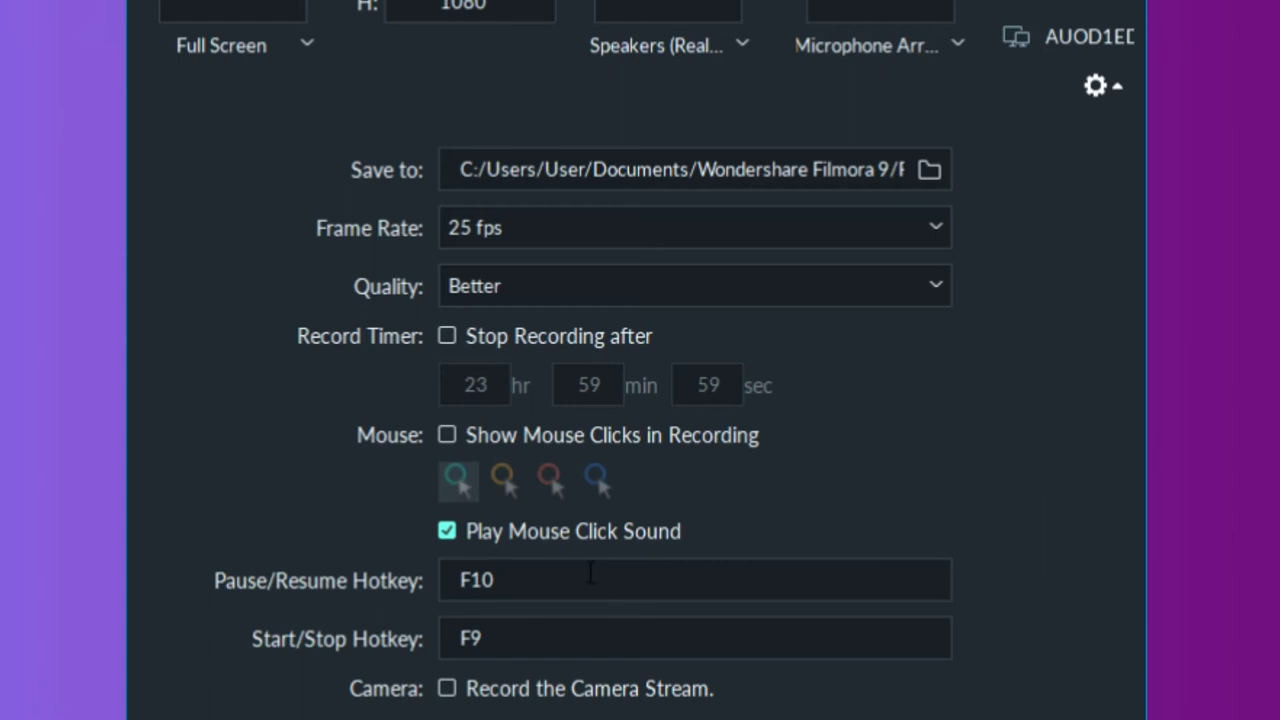 H: 1080
Full Screen Speakers (Real... Microphone Arr... AUOD1ED
Save to: C:/Users/User/Documents/Wondershare Filmora 9/F
Frame Rate: 25 fps
Quality: Better
Record Timer: Stop Recording after
23 hr 59 min 59 sec
Mouse: Show Mouse Clicks in Recording
Play Mouse Click Sound
Pause/Resume Hotkey: F10
Start/Stop Hotkey: F9
Camera: Record the Camera Stream.